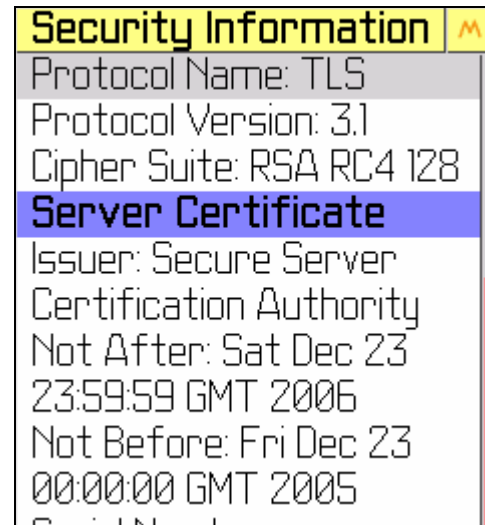 Security Information
Protocol Name: TLS
Protocol Version: 3.1
Cipher Suite: RSA RC4 128
Server Certificate
Issuer: Secure Server
Certification Authority
Not After: Sat Dec 23
23:59:59 GMT 2006
Not Before: Fri Dec 23
00:00:00 GMT 2005